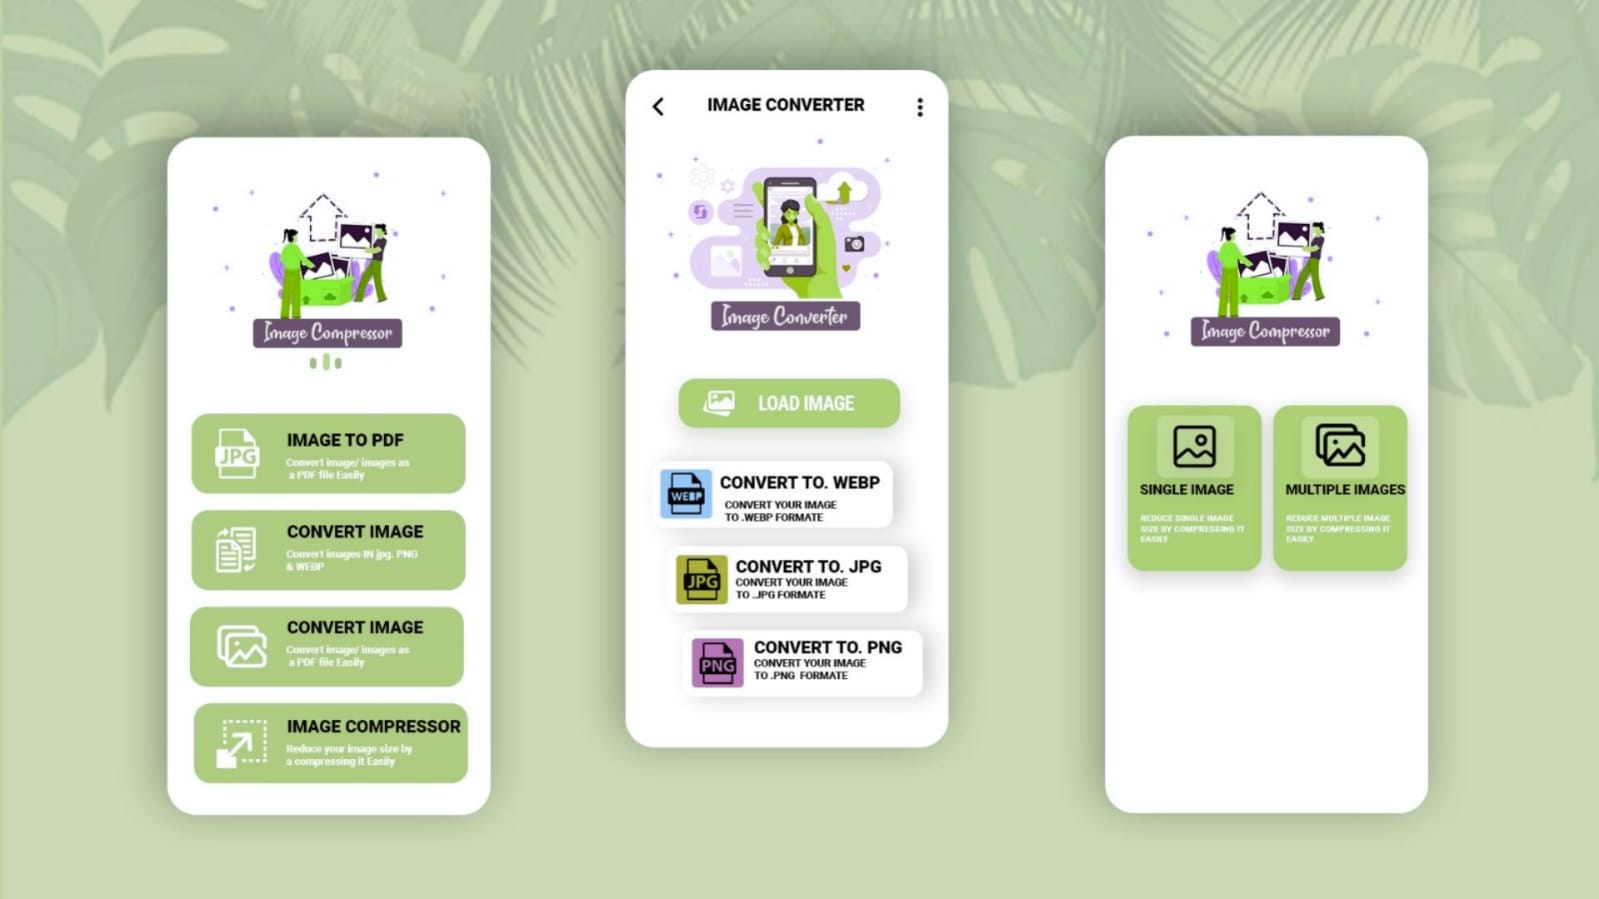 Image Compressor
JPG
IMAGE TO PDF
Convert image/ images as
a PDF file Easily
CONVERT IMAGE
Convert images IN jpg. PNG
& WEBP
CONVERT IMAGE
Convert image/ images as
a PDF file Easily
IMAGE COMPRESSOR
Reduce your image size by
a compressing it Easily
IMAGE CONVERTER
Image Converter
LOAD IMAGE
WEBP
CONVERT TO. WEBP
CONVERT YOUR IMAGE
TO .WEBP FORMATE
JPG
CONVERT TO. JPG
CONVERT YOUR IMAGE
TO .JPG FORMATE
PNG
CONVERT TO. PNG
CONVERT YOUR IMAGE
TO .PNG FORMATE
Image Compressor
SINGLE IMAGE
REDUCE SINGLE IMAGE
SIZE BY COMPRESSING IT
EASILY
MULTIPLE IMAGES
REDUCE MULTIPLE IMAGE
SIZE BY COMPRESSING IT
EASILY